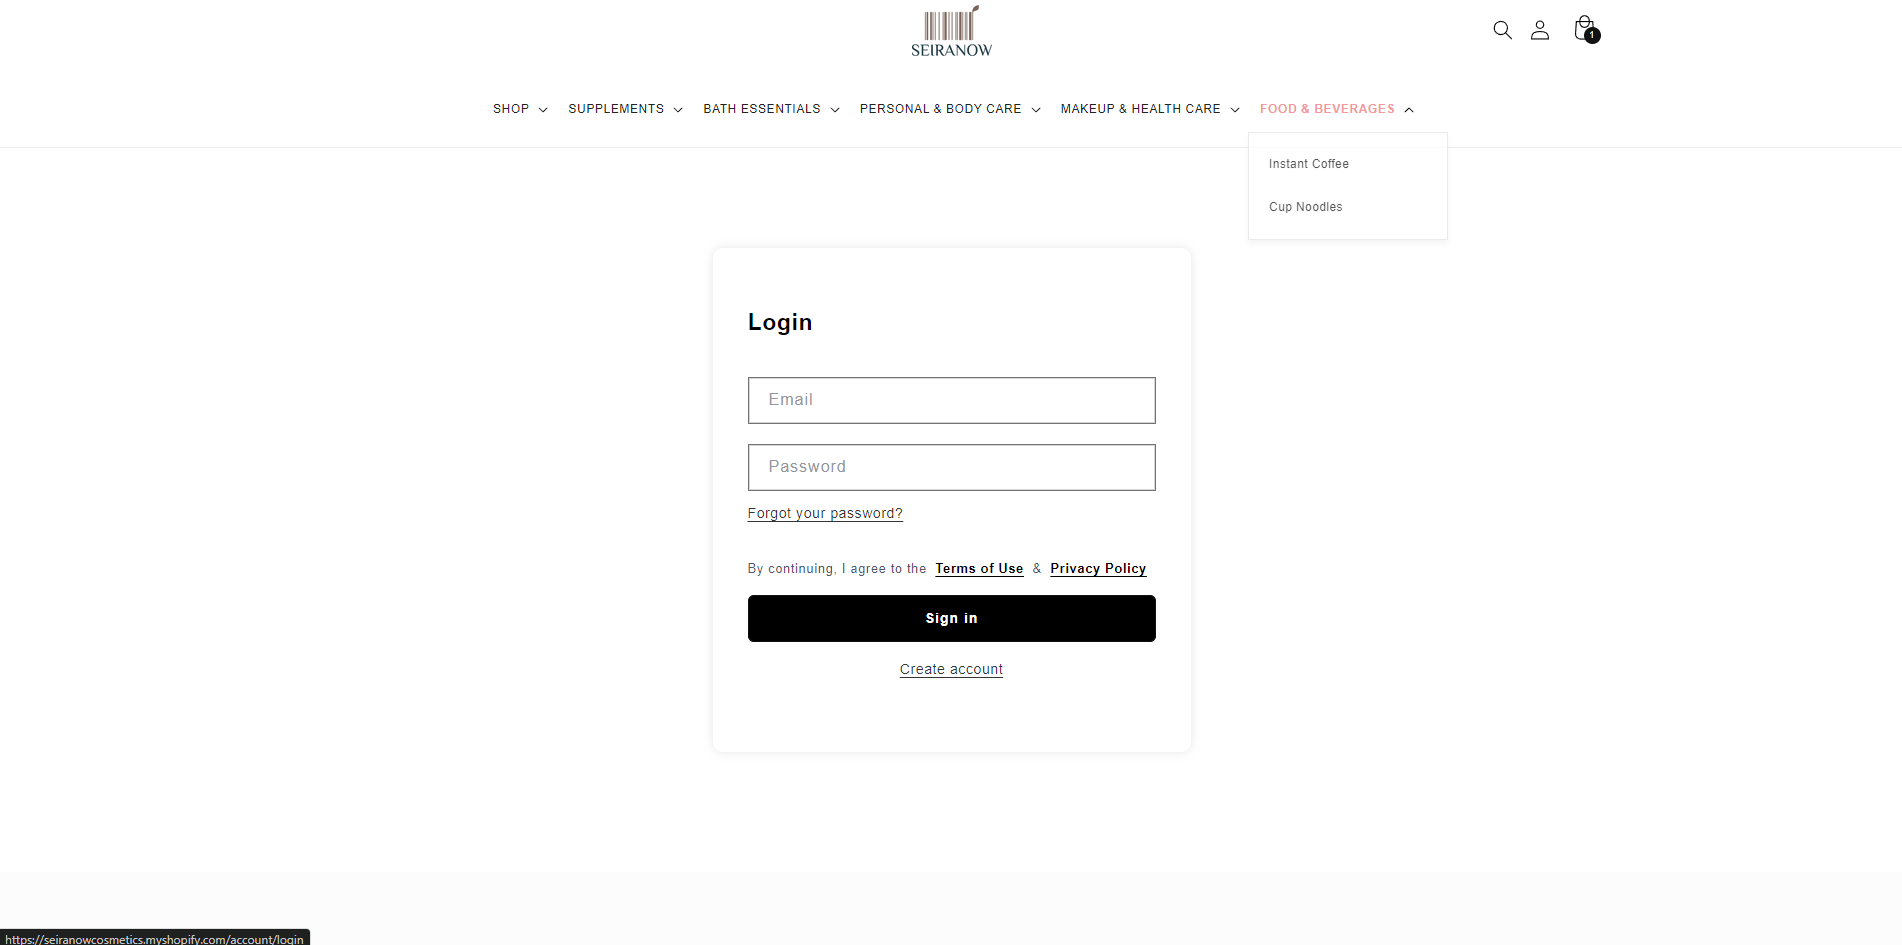 SEIRANOW
1
SHOP SUPPLEMENTS BATH ESSENTIALS PERSONAL & BODY CARE MAKEUP & HEALTH CARE FOOD & BEVERAGES
Instant Coffee
Cup Noodles
Login
Email
Password
Forgot your password?
By continuing, I agree to the Terms of Use & Privacy Policy
Sign in
Create account
https://seiranowcosmetics.myshopify.com/account/login